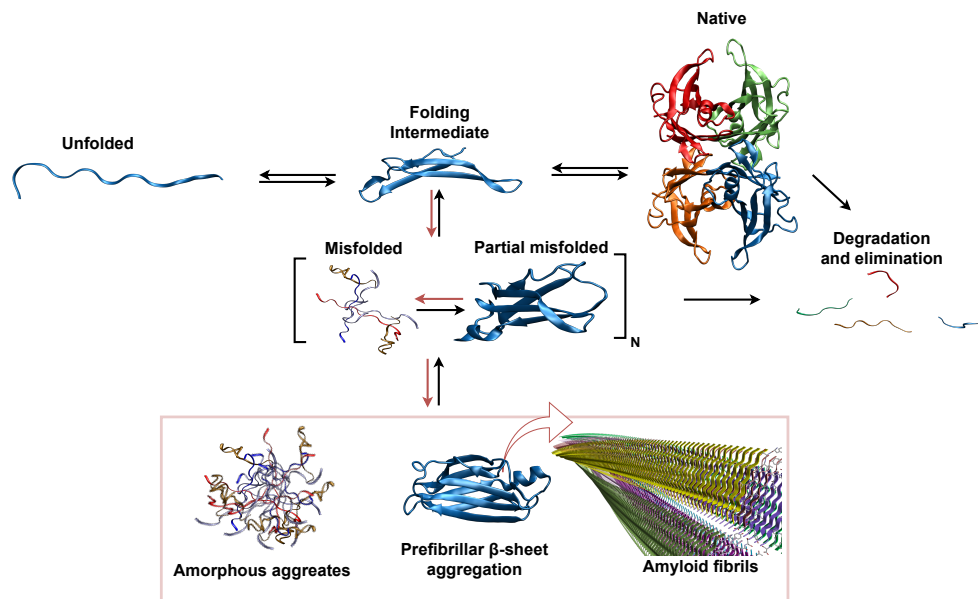 Native
Folding
Intermediate
Unfolded
Misfolded
Partial misfolded
N
Degradation
and elimination
Amorphous aggreates
Prefibrillar β-sheet
aggregation
Amyloid fibrils